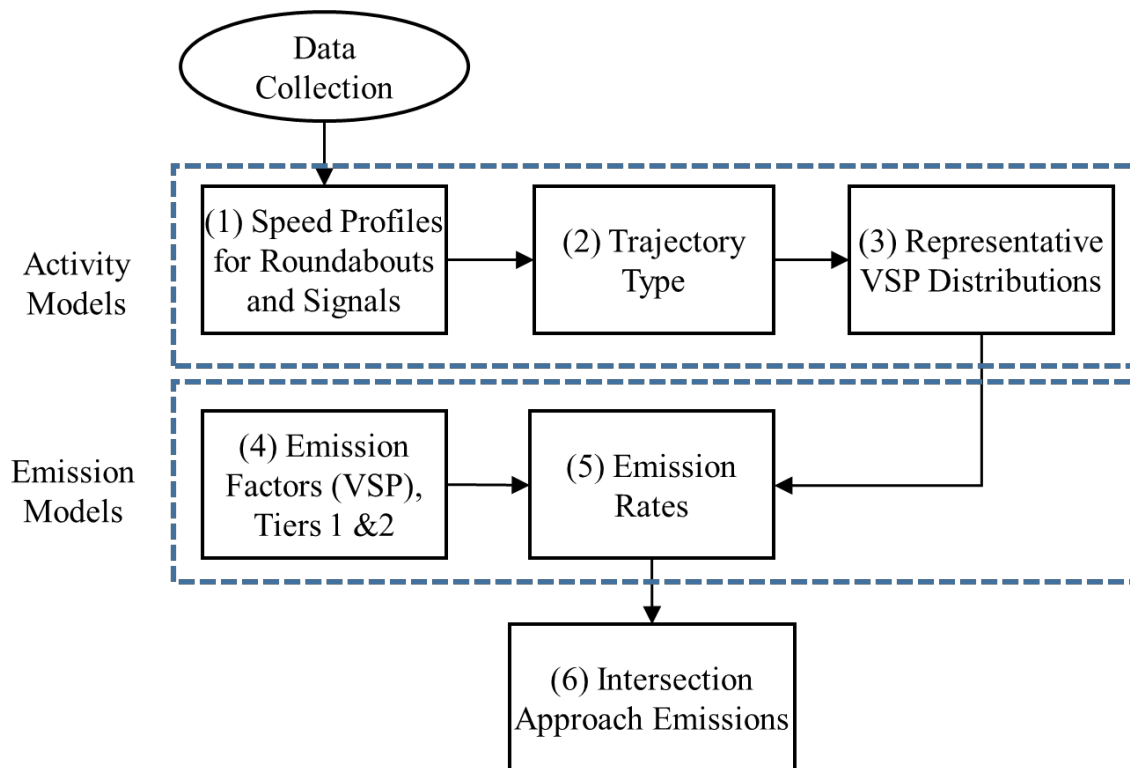 Data
Collection
Activity
Models
(1) Speed Profiles
for Roundabouts
and Signals
(2) Trajectory
Type
(3) Representative
VSP Distributions
Emission
Models
(4) Emission
Factors (VSP),
Tiers 1 &2
(5) Emission
Rates
(6) Intersection
Approach Emissions